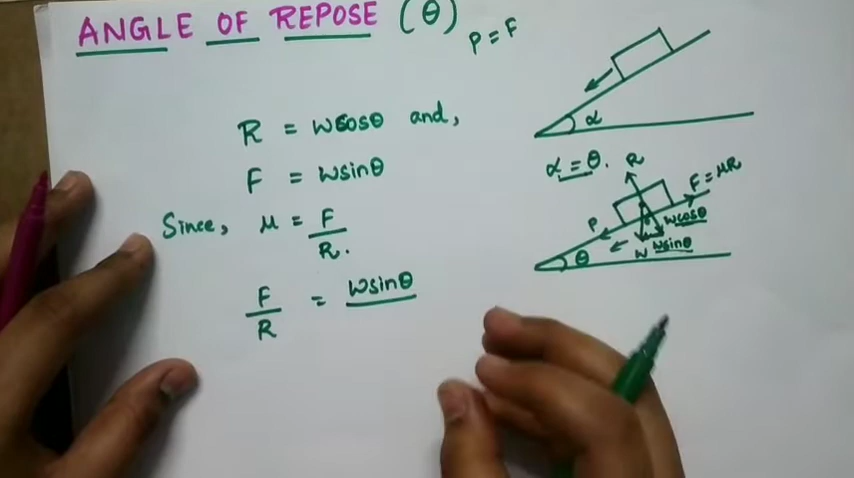 ANGLE OF REPOSE (θ)
P = F
R = wcosθ and,
F = wsinθ
Since, μ = F
R.
F = wsinθ
R
α
α = θ.
R
F = μR
P
wcosθ
wsinθ
W
θ